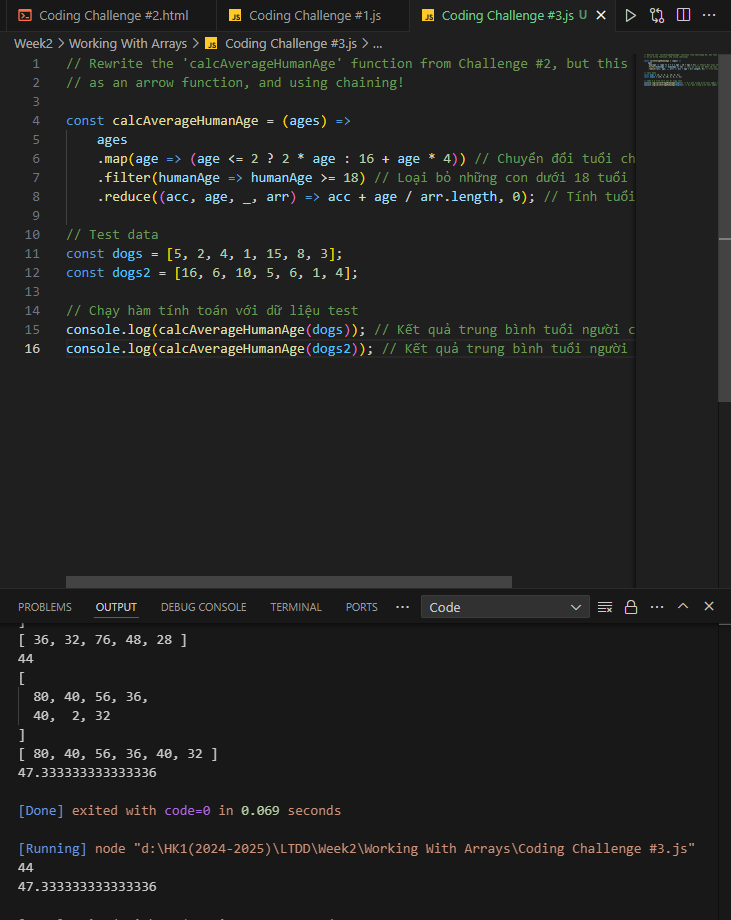 Coding Challenge #2.html
Coding Challenge #1.js
Coding Challenge #3.js U
Week2 > Working With Arrays > Coding Challenge #3.js > ...
1 // Rewrite the 'calcAverageHumanAge' function from Challenge #2, but this
2 // as an arrow function, and using chaining!
3
4 const calcAverageHumanAge = (ages) =>
5 ages
6 .map(age => (age <= 2 ? 2 * age : 16 + age * 4)) // Chuyển đổi tuổi ch
7 .filter(humanAge => humanAge >= 18) // Loại bỏ những con dưới 18 tuổi
8 .reduce((acc, age, _, arr) => acc + age / arr.length, 0); // Tính tuổi
9
10 // Test data
11 const dogs = [5, 2, 4, 1, 15, 8, 3];
12 const dogs2 = [16, 6, 10, 5, 6, 1, 4];
13
14 // Chạy hàm tính toán với dữ liệu test
15 console.log(calcAverageHumanAge(dogs)); // Kết quả trung bình tuổi người c
16 console.log(calcAverageHumanAge(dogs2)); // Kết quả trung bình tuổi người
PROBLEMS OUTPUT DEBUG CONSOLE TERMINAL PORTS ... Code
]
[ 36, 32, 76, 48, 28 ]
44
[
80, 40, 56, 36,
40, 2, 32
]
[ 80, 40, 56, 36, 40, 32 ]
47.333333333333336
[Done] exited with code=0 in 0.069 seconds
[Running] node "d:\HK1(2024-2025)\LTDD\Week2\Working With Arrays\Coding Challenge #3.js"
44
47.333333333333336